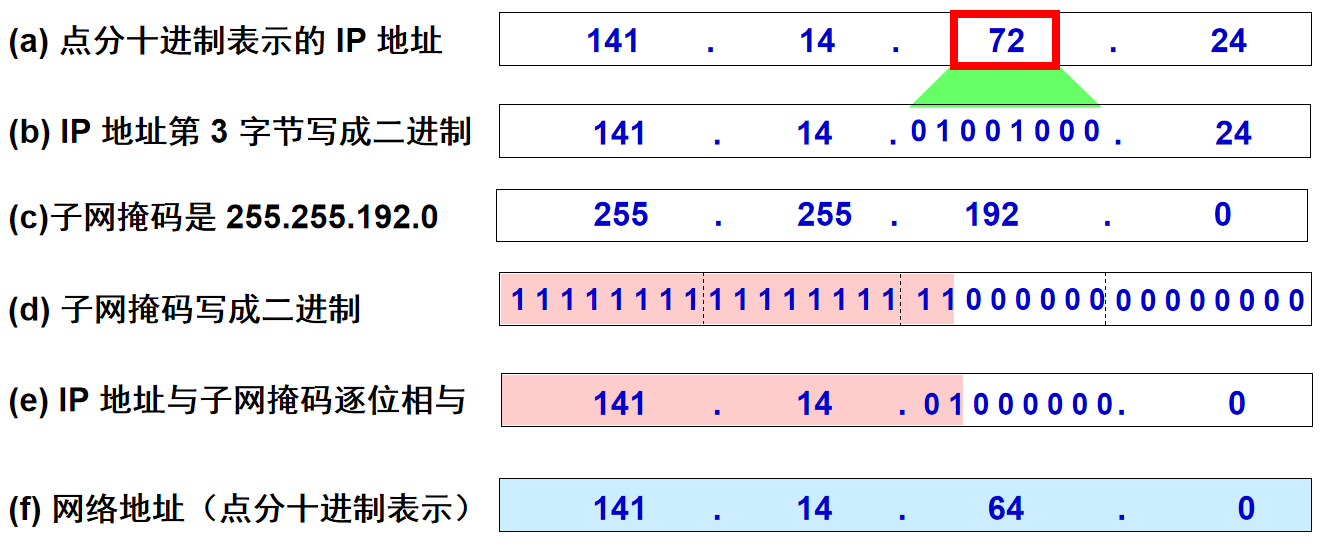 (a) 点分十进制表示的 IP 地址 141 . 14 . 72 . 24
(b) IP 地址第 3 字节写成二进制 141 . 14 . 0 1 0 0 1 0 0 0 . 24
(c)子网掩码是 255.255.192.0 255 . 255 . 192 . 0
(d) 子网掩码写成二进制 1 1 1 1 1 1 1 1 1 1 1 1 1 1 1 1 1 1 0 0 0 0 0 0 0 0 0 0 0 0 0 0
(e) IP 地址与子网掩码逐位相与 141 . 14 . 0 1 0 0 0 0 0 0 . 0
(f) 网络地址（点分十进制表示） 141 . 14 . 64 . 0